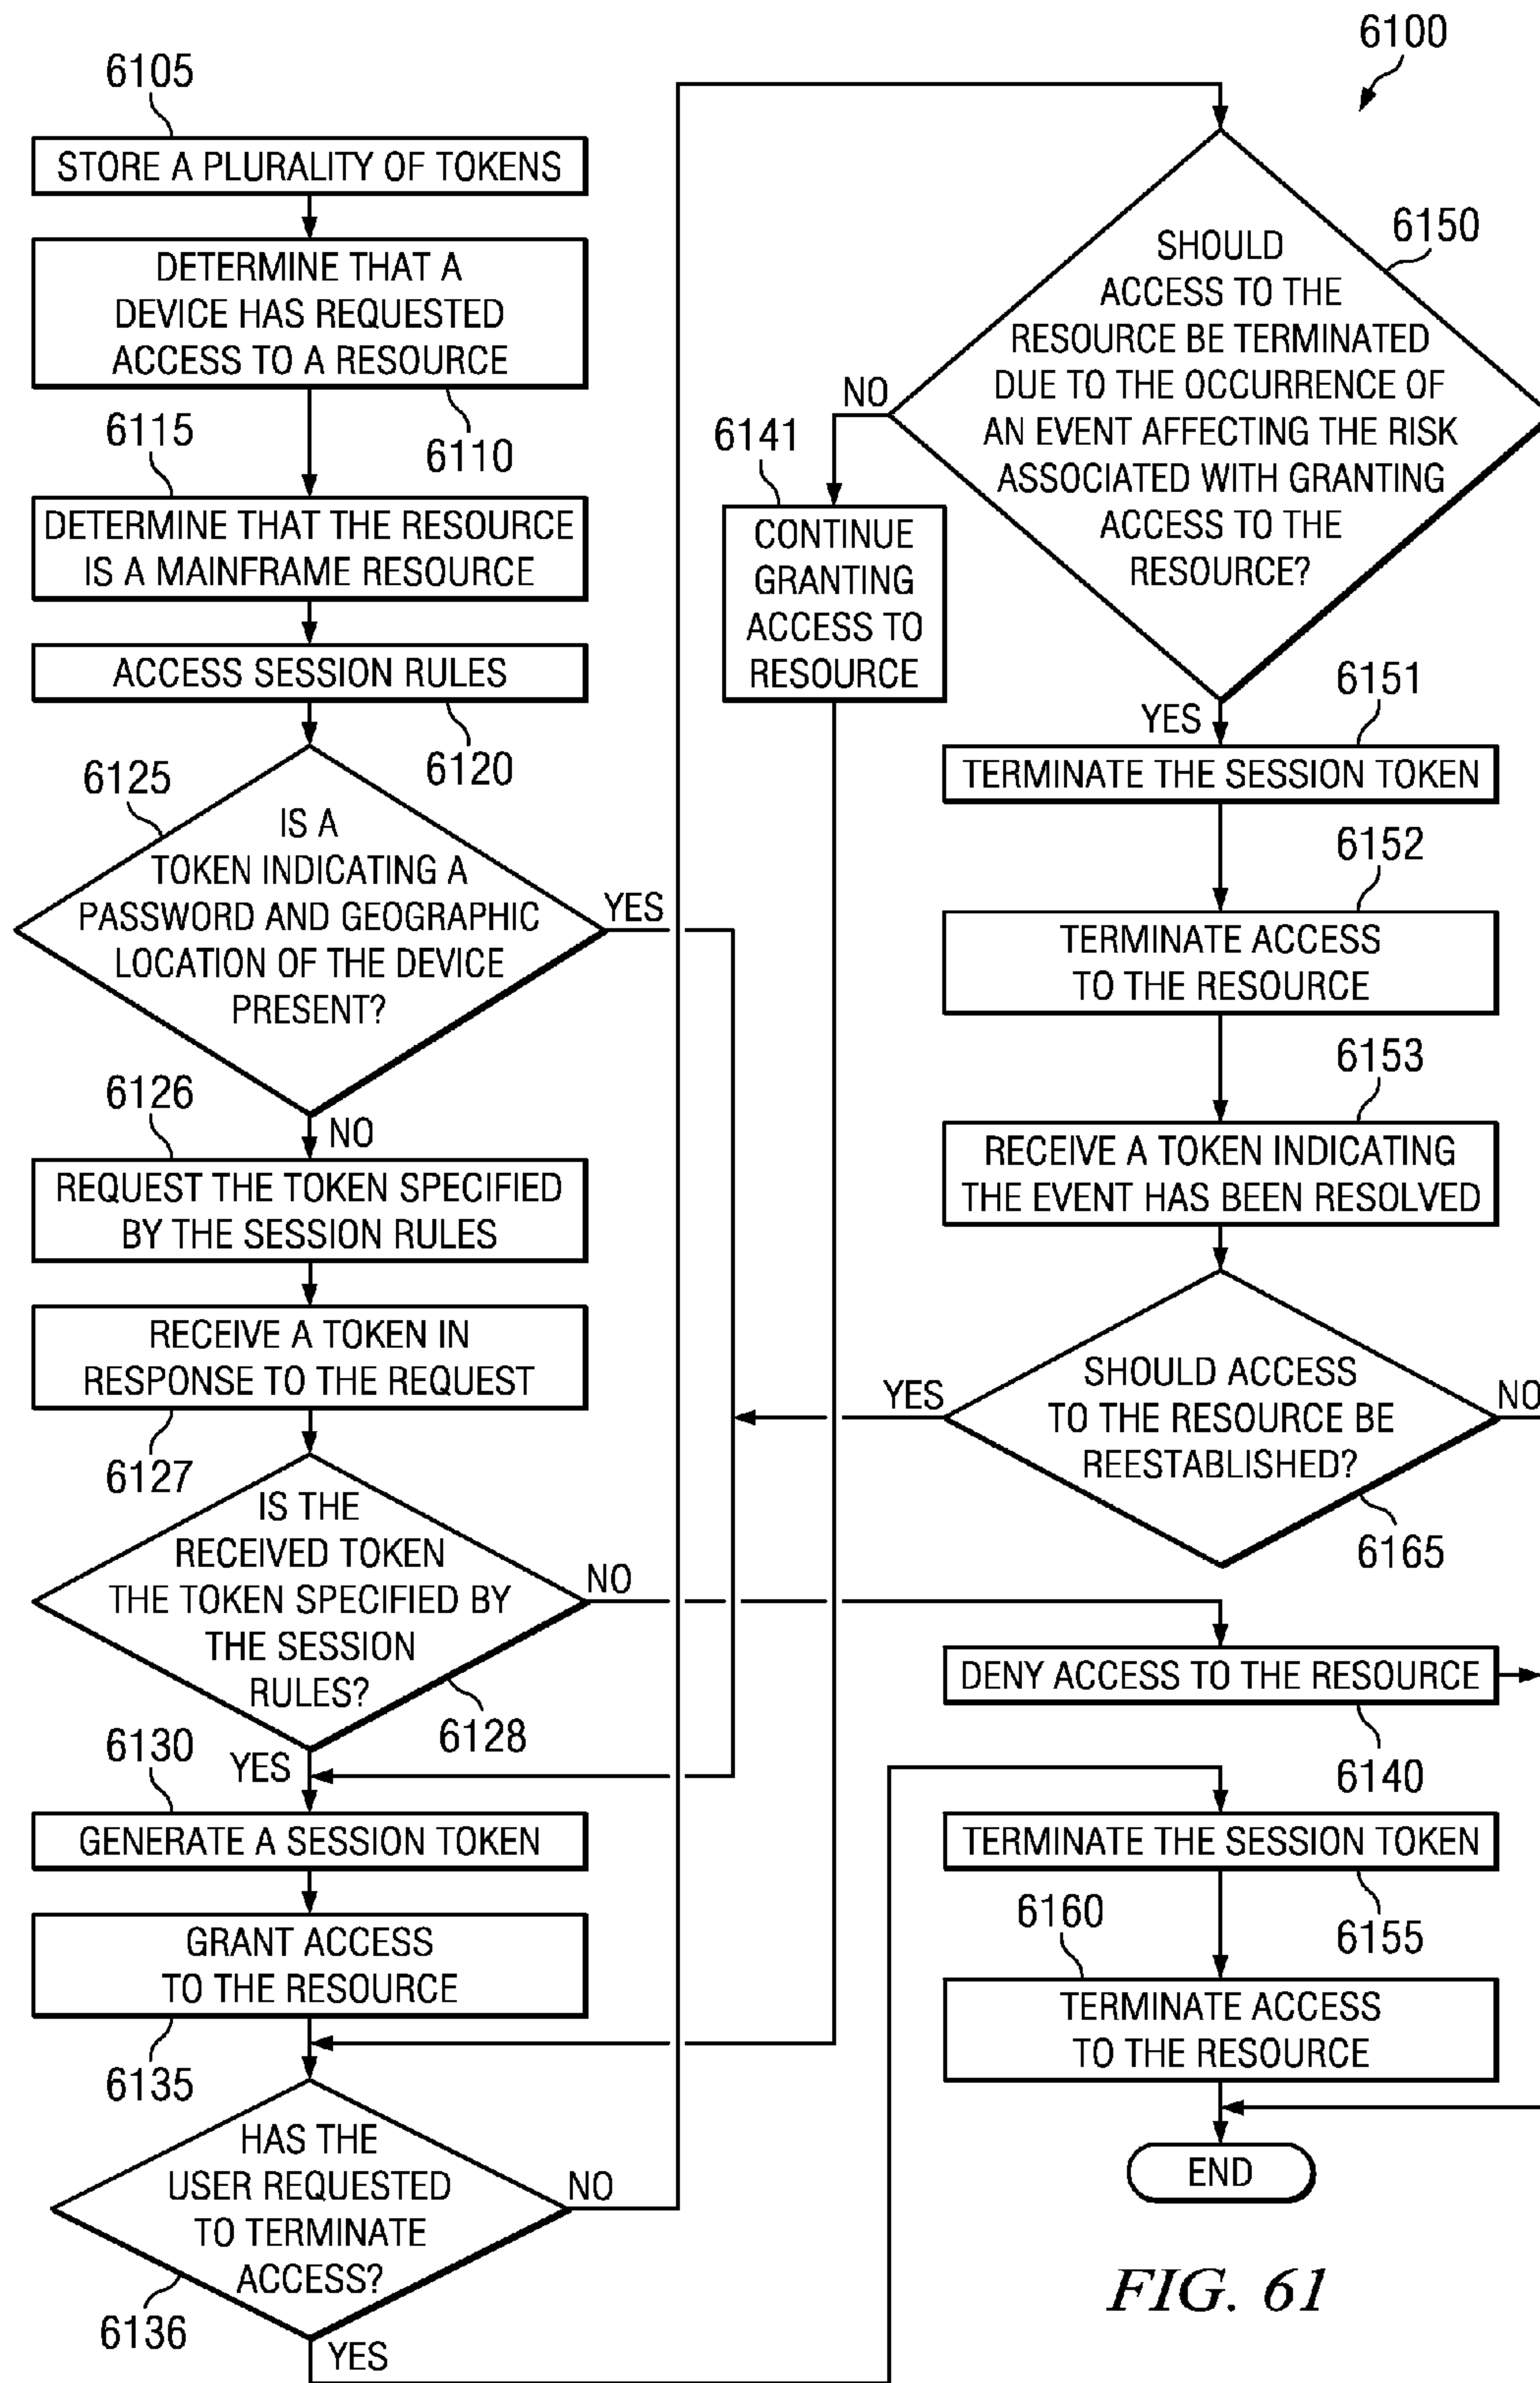 6100
6105
STORE A PLURALITY OF TOKENS
DETERMINE THAT A
DEVICE HAS REQUESTED
ACCESS TO A RESOURCE
6110
6115
DETERMINE THAT THE RESOURCE
IS A MAINFRAME RESOURCE
ACCESS SESSION RULES
6120
6125
IS A
TOKEN INDICATING A
PASSWORD AND GEOGRAPHIC
LOCATION OF THE DEVICE
PRESENT?
YES
NO
6126
REQUEST THE TOKEN SPECIFIED
BY THE SESSION RULES
RECEIVE A TOKEN IN
RESPONSE TO THE REQUEST
6127
IS THE
RECEIVED TOKEN
THE TOKEN SPECIFIED BY
THE SESSION
RULES?
NO
6128
YES
6130
GENERATE A SESSION TOKEN
GRANT ACCESS
TO THE RESOURCE
6135
HAS THE
USER REQUESTED
TO TERMINATE
ACCESS?
NO
6136
YES
6150
SHOULD
ACCESS TO THE
RESOURCE BE TERMINATED
DUE TO THE OCCURRENCE OF
AN EVENT AFFECTING THE RISK
ASSOCIATED WITH GRANTING
ACCESS TO THE
RESOURCE?
NO
6141
CONTINUE
GRANTING
ACCESS TO
RESOURCE
YES
6151
TERMINATE THE SESSION TOKEN
6152
TERMINATE ACCESS
TO THE RESOURCE
6153
RECEIVE A TOKEN INDICATING
THE EVENT HAS BEEN RESOLVED
SHOULD ACCESS
TO THE RESOURCE BE
REESTABLISHED?
YES
NO
6165
DENY ACCESS TO THE RESOURCE
6140
TERMINATE THE SESSION TOKEN
6155
6160
TERMINATE ACCESS
TO THE RESOURCE
END
FIG. 61